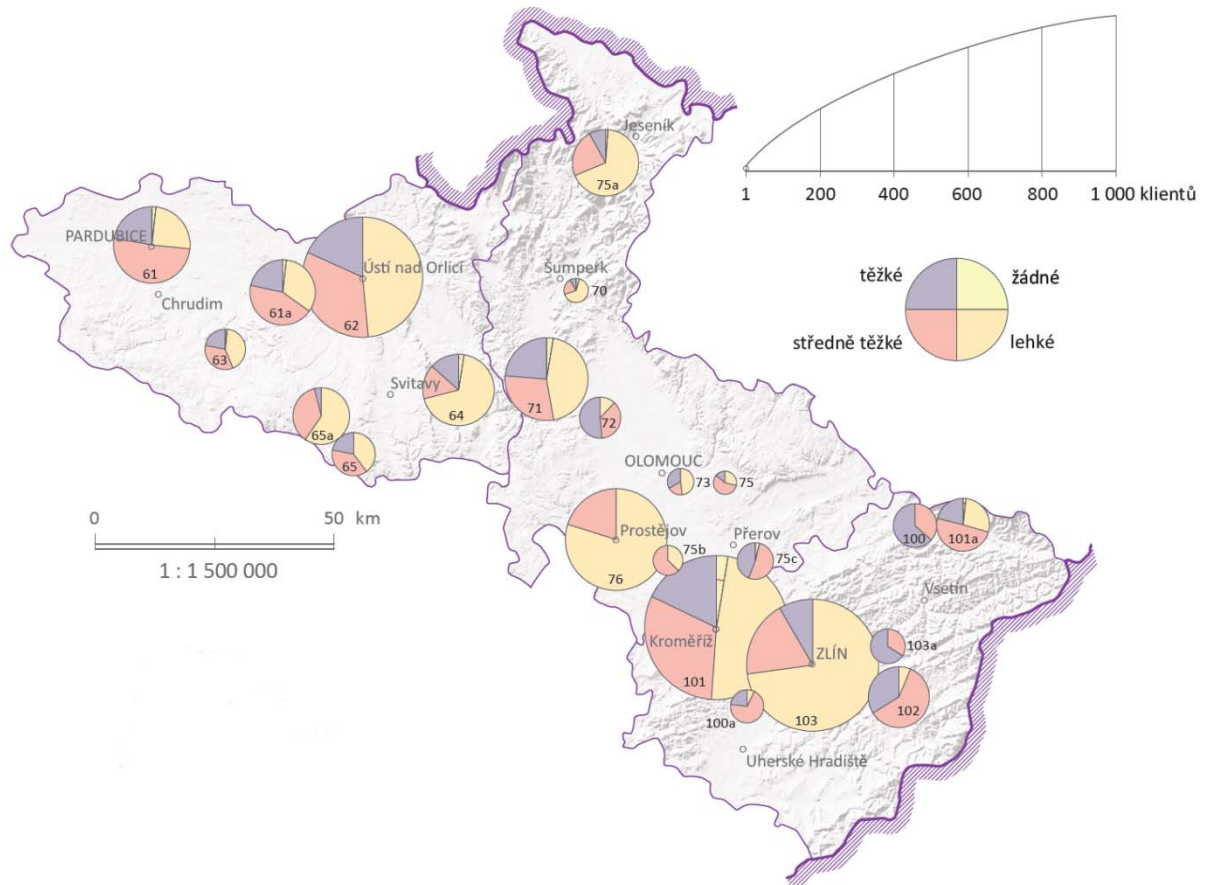 Jeseník
75a
1 200 400 600 800 1 000 klientů
PARDUBICE
61
Chrudim
61a
Ústí nad Orlicí
62
Šumperk
70
těžké žádné
středně těžké lehké
63
Svitavy
64
71
72
65a
65
OLOMOUC
73
75
0 50 km
1 : 1 500 000
Prostějov
76
75b
Přerov
75c
100
101a
Vsetín
Kroměříž
101
ZLÍN
103
103a
102
100a
Uherské Hradiště